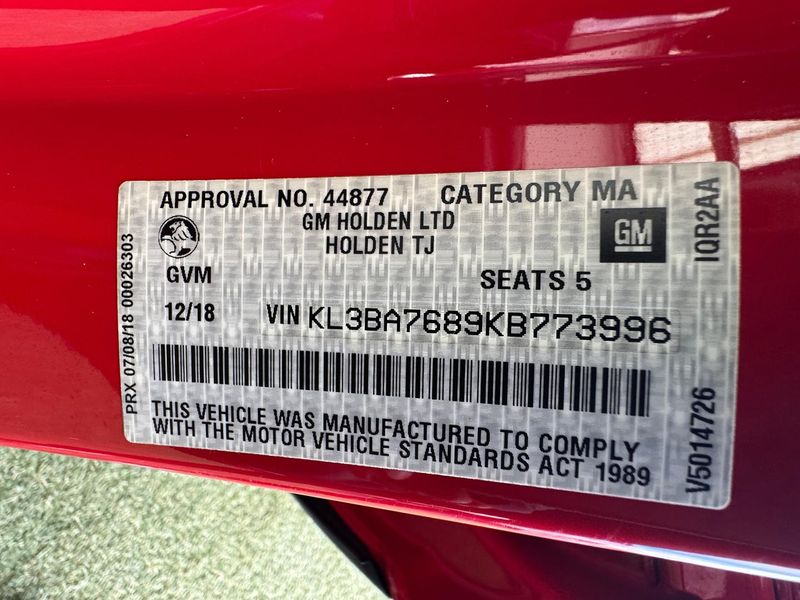 APPROVAL NO. 44877 CATEGORY MA
GM HOLDEN LTD
HOLDEN TJ
GM
GVM SEATS 5
12/18 VIN KL3BA7689KB773996
THIS VEHICLE WAS MANUFACTURED TO COMPLY
WITH THE MOTOR VEHICLE STANDARDS ACT 1989
PRX 07/08/18 00026303
IQR2AA
V5014726